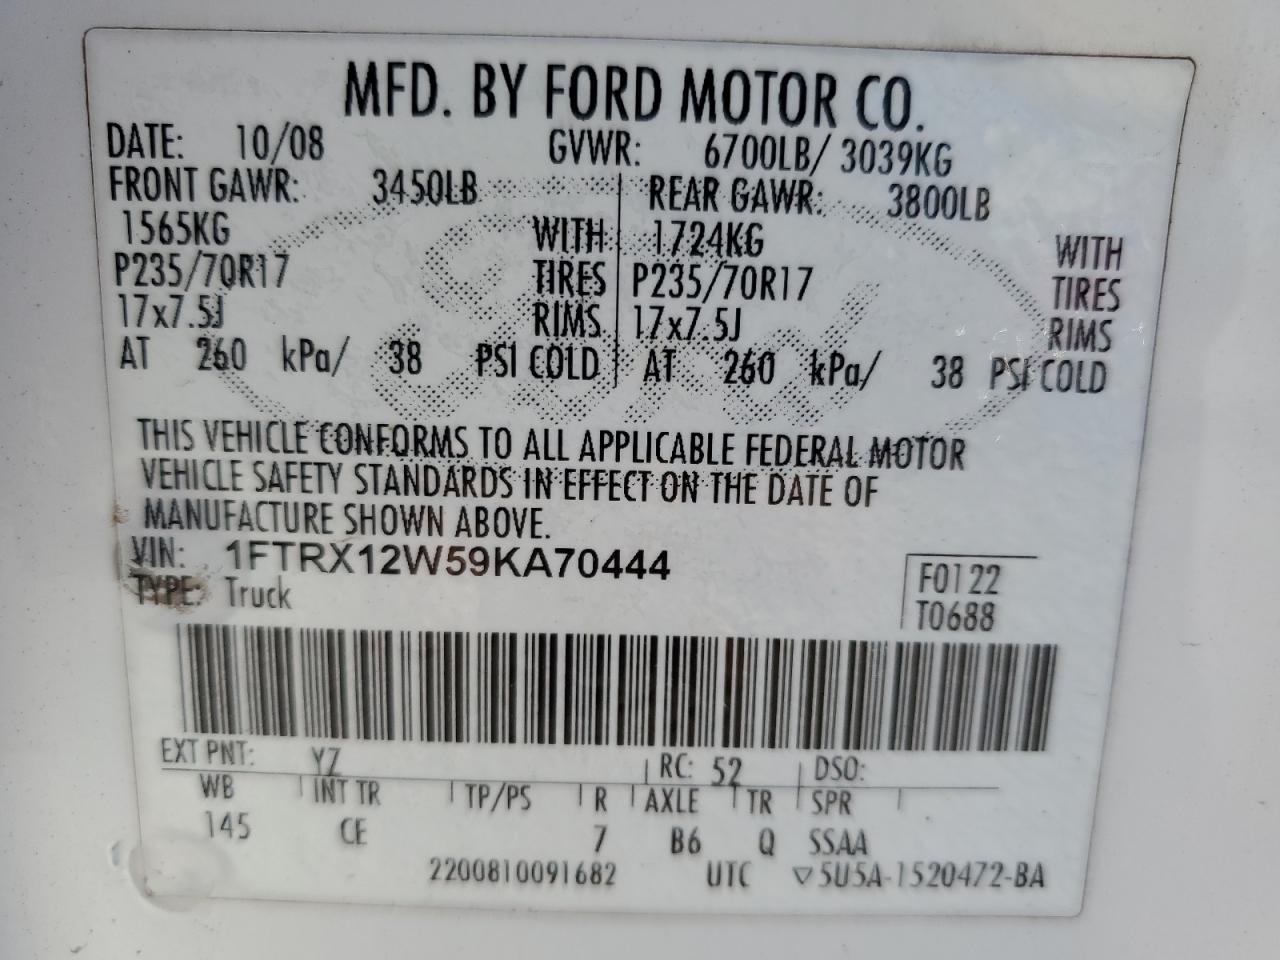 MFD. BY FORD MOTOR CO.
DATE: 10/08 GVWR: 6700LB/ 3039KG
FRONT GAWR: 3450LB REAR GAWR: 3800LB
1565KG WITH 1724KG WITH
P235/70R17 TIRES P235/70R17 TIRES
17x7.5J RIMS 17x7.5J RIMS
AT 260 kPa/ 38 PSI COLD AT 260 kPa/ 38 PSI COLD
THIS VEHICLE CONFORMS TO ALL APPLICABLE FEDERAL MOTOR
VEHICLE SAFETY STANDARDS IN EFFECT ON THE DATE OF
MANUFACTURE SHOWN ABOVE.
VIN: 1FTRX12W59KA70444
TYPE: Truck
F0122
T0688
EXT PNT: YZ RC: 52 DSO:
WB INT TR TP/PS R AXLE TR SPR
145 CE 7 B6 Q SSAA
2200810091682 UTC ▽5U5A-1520472-BA